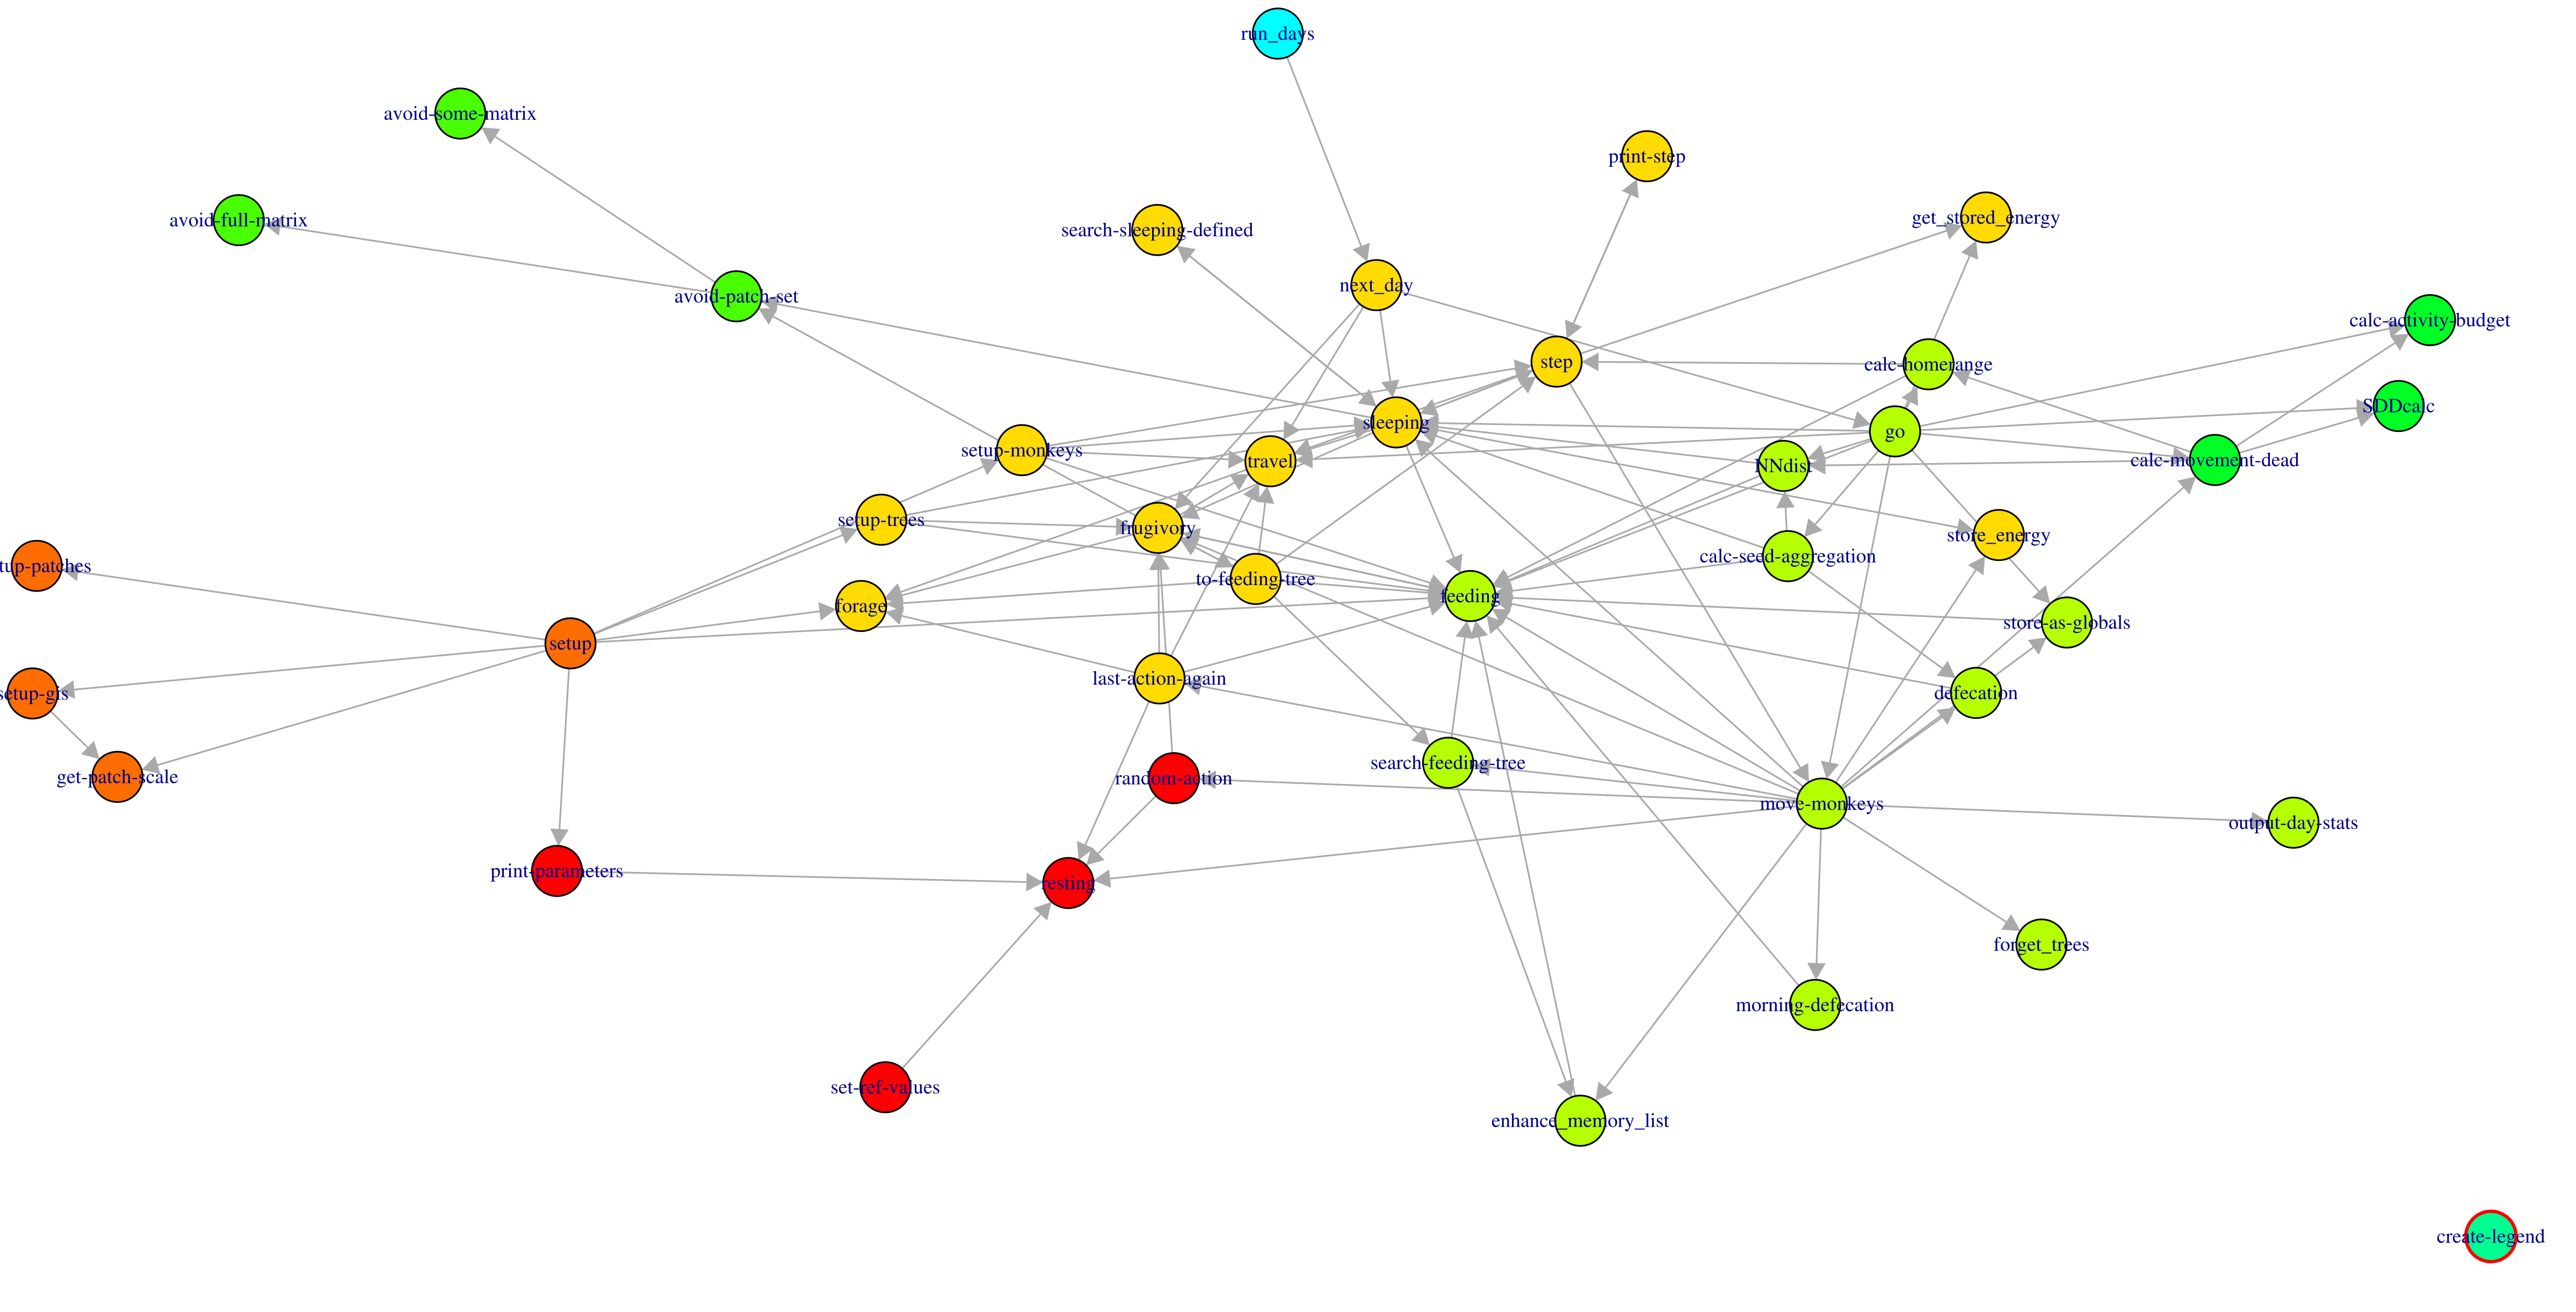 run_days
avoid-some-matrix
print-step
avoid-full-matrix
get_stored_energy
search-sleeping-defined
next_day
avoid-patch-set
calc-activity-budget
step
calc-homerange
SDDcalc
sleeping
go
setup-monkeys
travel
NNdist
calc-movement-dead
setup-trees
frugivory
store_energy
calc-seed-aggregation
tup-patches
to-feeding-tree
feeding
forage
store-as-globals
setup
last-action-again
defecation
setup-gis
search-feeding-tree
get-patch-scale
random-action
move-monkeys
output-day-stats
print-parameters
resting
forget_trees
morning-defecation
set-ref-values
enhance_memory_list
create-legend